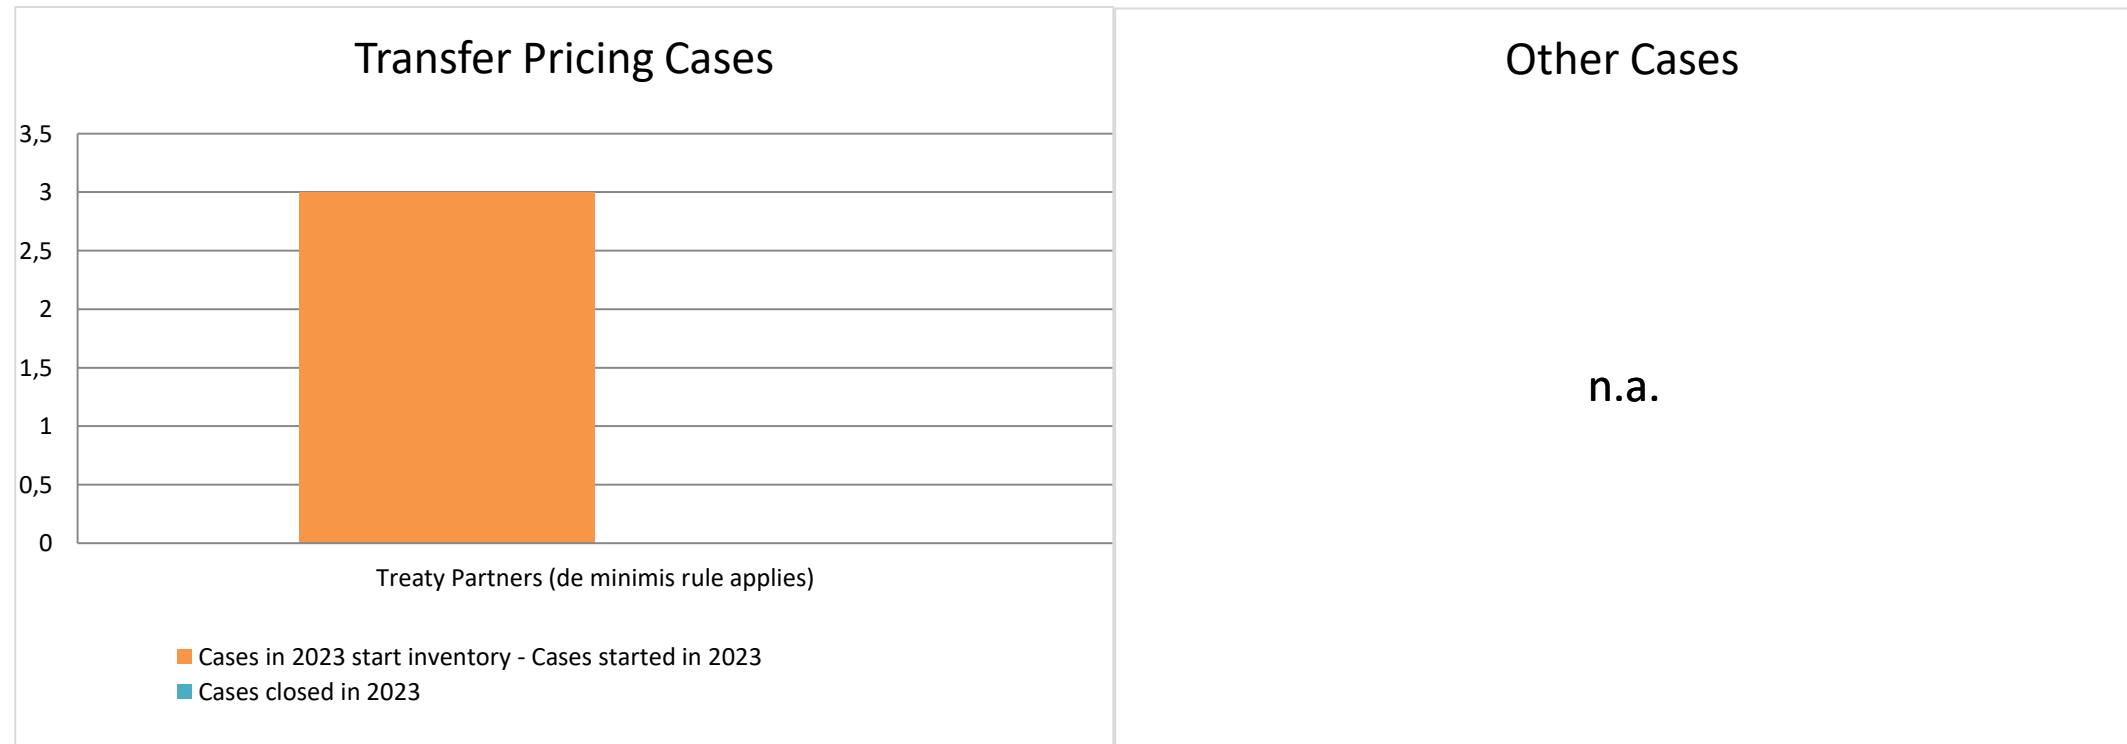 Transfer Pricing Cases
3,5
3
2,5
2
1,5
1
0,5
0
Treaty Partners (de minimis rule applies)
Cases in 2023 start inventory - Cases started in 2023
Cases closed in 2023
Other Cases
n.a.